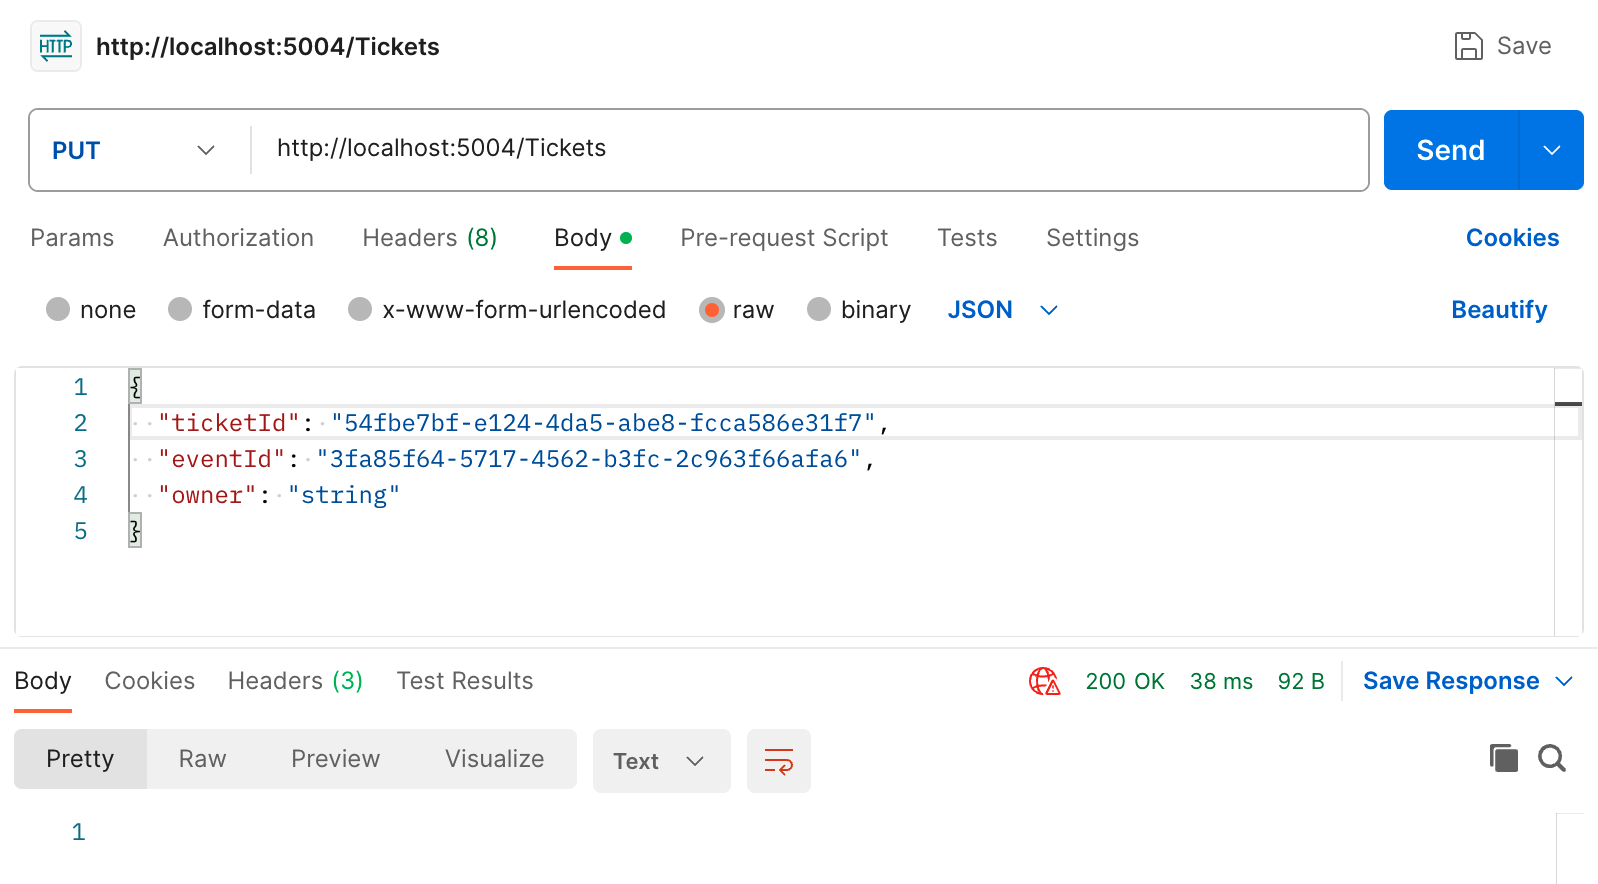 HTTP http://localhost:5004/Tickets Save
PUT http://localhost:5004/Tickets Send
Params Authorization Headers (8) Body Pre-request Script Tests Settings Cookies
none form-data x-www-form-urlencoded raw binary JSON Beautify
1 {
2 "ticketId": "54fbe7bf-e124-4da5-abe8-fcca586e31f7",
3 "eventId": "3fa85f64-5717-4562-b3fc-2c963f66afa6",
4 "owner": "string"
5 }
Body Cookies Headers (3) Test Results 200 OK 38 ms 92 B Save Response
Pretty Raw Preview Visualize Text
1